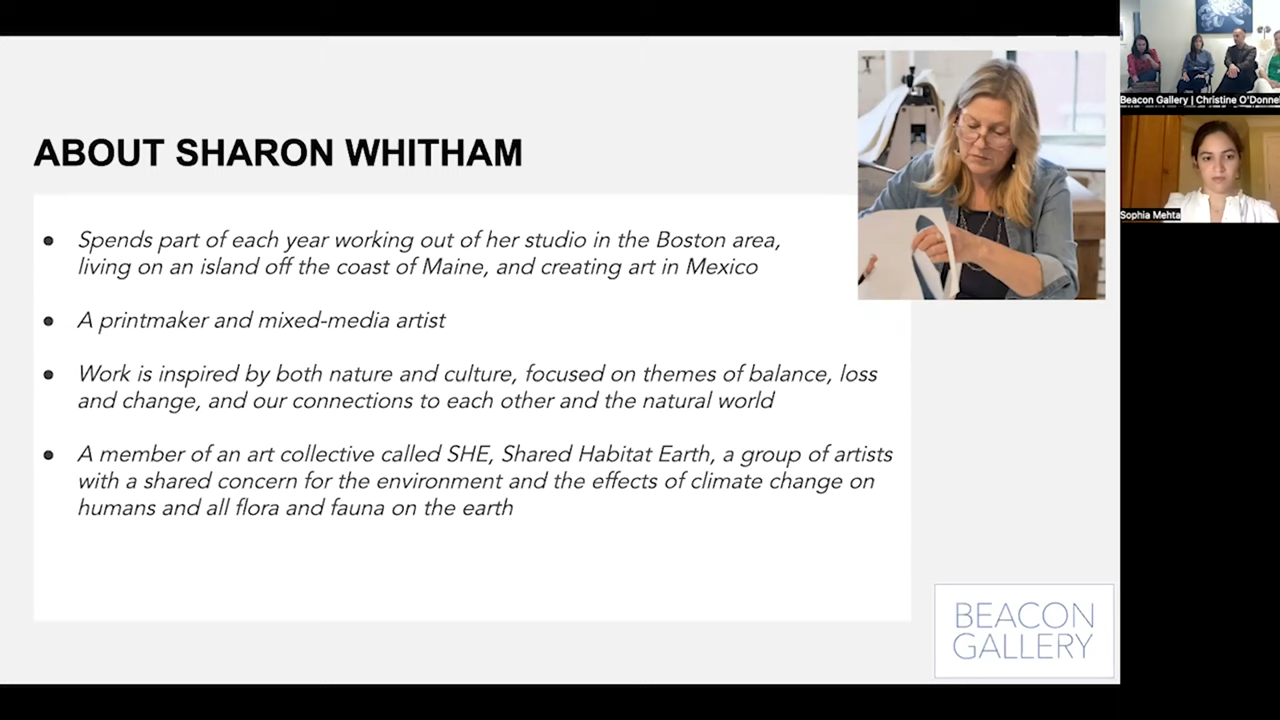 ABOUT SHARON WHITHAM
● Spends part of each year working out of her studio in the Boston area,
living on an island off the coast of Maine, and creating art in Mexico
● A printmaker and mixed-media artist
● Work is inspired by both nature and culture, focused on themes of balance, loss
and change, and our connections to each other and the natural world
● A member of an art collective called SHE, Shared Habitat Earth, a group of artists
with a shared concern for the environment and the effects of climate change on
humans and all flora and fauna on the earth
BEACON
GALLERY
Beacon Gallery | Christine O'Donnel
Sophia Mehta